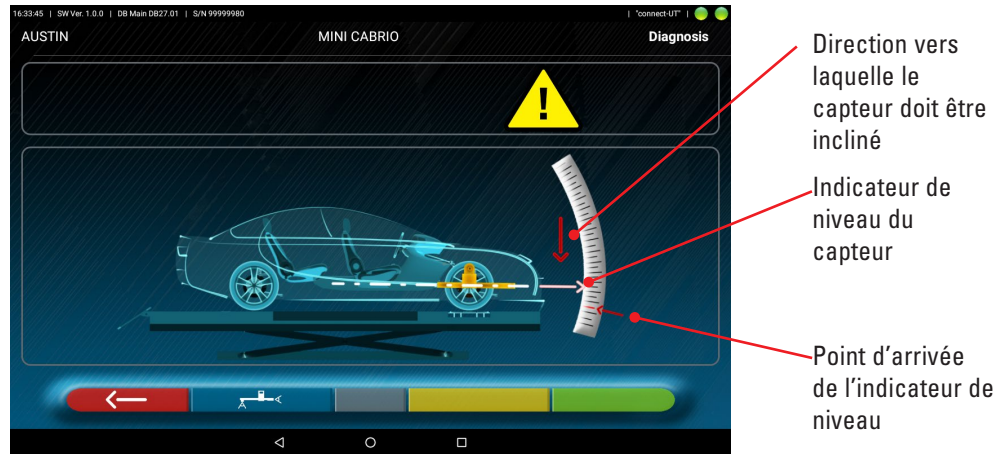 16:33:45 | SW Ver. 1.0.0 | DB Main DB27.01 | S/N 99999980
| "connect-UT" |
AUSTIN
MINI CABRIO
Diagnosis
!
Direction vers
laquelle le
capteur doit être
incliné
Indicateur de
niveau du
capteur
Point d'arrivée
de l'indicateur de
niveau